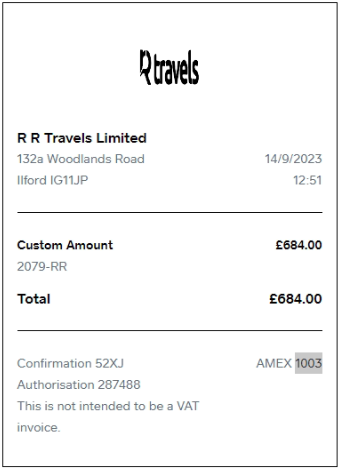 R travels
R R Travels Limited
132a Woodlands Road 14/9/2023
Ilford IG11JP 12:51
Custom Amount £684.00
2079-RR
Total £684.00
Confirmation 52XJ AMEX 1003
Authorisation 287488
This is not intended to be a VAT
invoice.